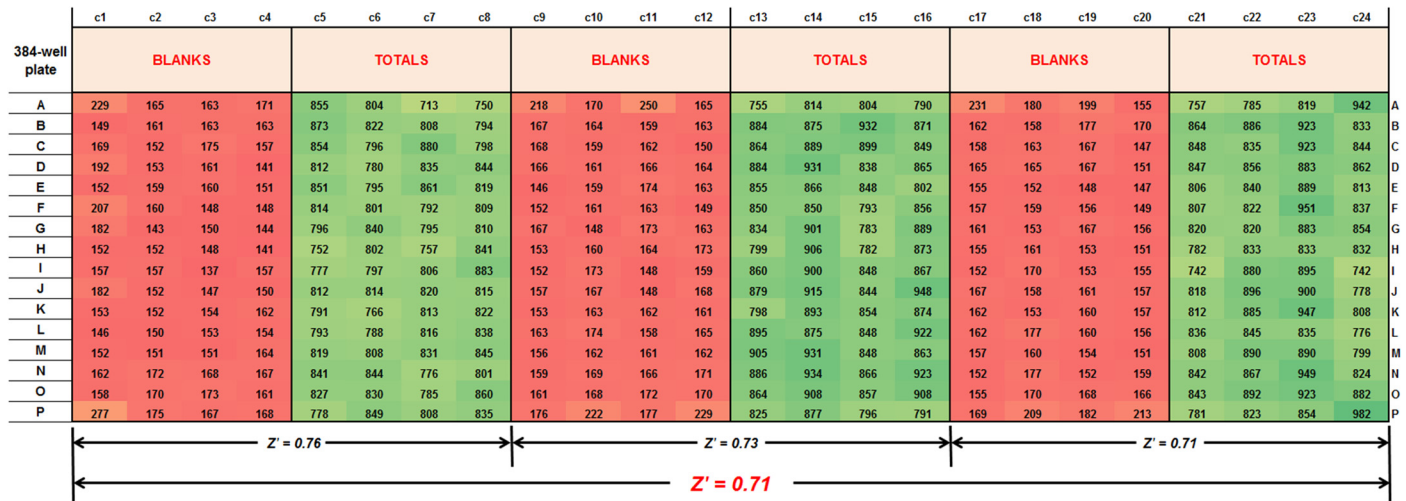 c1 c2 c3 c4 c5 c6 c7 c8 c9 c10 c11 c12 c13 c14 c15 c16 c17 c18 c19 c20 c21 c22 c23 c24
384-well
plate
BLANKS TOTALS BLANKS TOTALS BLANKS TOTALS
A 229 165 163 171 855 804 713 750 218 170 250 165 755 814 804 790 231 180 199 155 757 785 819 942 A
B 149 161 163 163 873 822 808 794 167 164 159 163 884 875 932 871 162 158 177 170 864 886 923 833 B
C 169 152 175 157 854 796 880 798 168 159 162 150 864 889 899 849 158 163 167 147 848 835 923 844 C
D 192 153 161 141 812 780 835 844 166 161 166 164 884 931 838 865 165 165 167 151 847 856 883 862 D
E 152 159 160 151 851 795 861 819 146 159 174 163 855 866 848 802 155 152 148 147 806 840 889 813 E
F 207 160 148 148 814 801 792 809 152 161 163 149 850 850 793 856 157 159 156 149 807 822 951 837 F
G 182 143 150 144 796 840 795 810 167 148 173 163 834 901 783 889 161 153 167 156 820 820 883 854 G
H 152 152 148 141 752 802 757 841 153 160 164 173 799 906 782 873 155 161 153 151 782 833 833 832 H
I 157 157 137 157 777 797 806 883 152 173 148 159 860 900 848 867 152 170 153 155 742 880 895 742 I
J 182 152 147 150 812 814 820 815 157 167 148 168 879 915 844 948 167 158 161 157 818 896 900 778 J
K 153 152 154 162 791 766 813 822 153 163 162 161 798 893 854 874 162 153 160 157 812 885 947 808 K
L 146 150 153 154 793 788 816 838 163 174 158 165 895 875 848 922 162 177 160 156 836 845 835 776 L
M 152 151 151 164 819 808 831 845 156 162 161 162 905 931 848 863 157 160 154 151 808 890 890 799 M
N 162 172 168 167 841 844 776 801 159 169 166 171 886 934 866 923 152 177 152 159 842 867 949 824 N
O 158 170 173 161 827 830 785 860 161 168 172 170 864 908 857 908 155 170 168 166 843 892 923 882 O
P 277 175 167 168 778 849 808 835 176 222 177 229 825 877 796 791 169 209 182 213 781 823 854 982 P
Z' = 0.76 Z' = 0.73 Z' = 0.71
Z' = 0.71